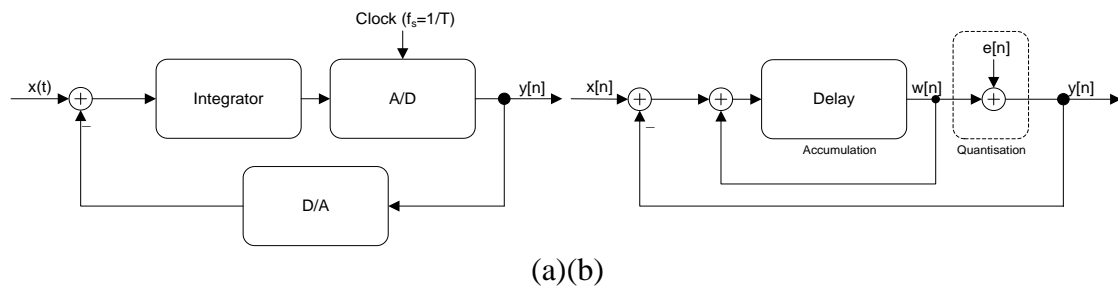 Clock (fs=1/T)
x(t)
+
–
Integrator
A/D
y[n]
D/A
x[n]
+
–
+
Delay
Accumulation
w[n]
e[n]
+
Quantisation
y[n]
(a)(b)